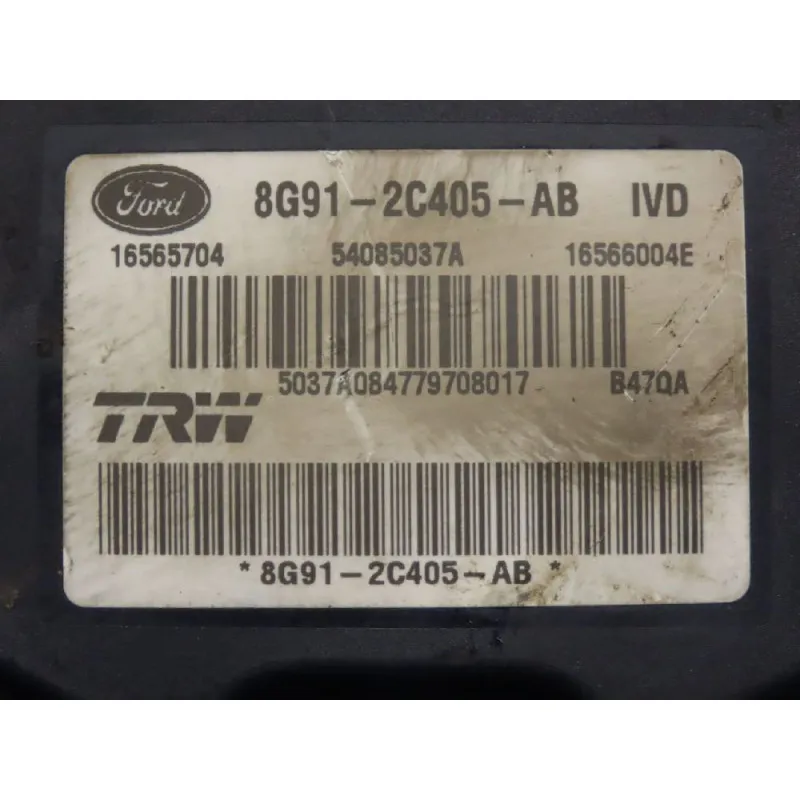 Ford 8G91-2C405-AB IVD
16565704 54085037A 16566004E
5037A084779708017 B47QA
TRW
*8G91-2C405-AB*